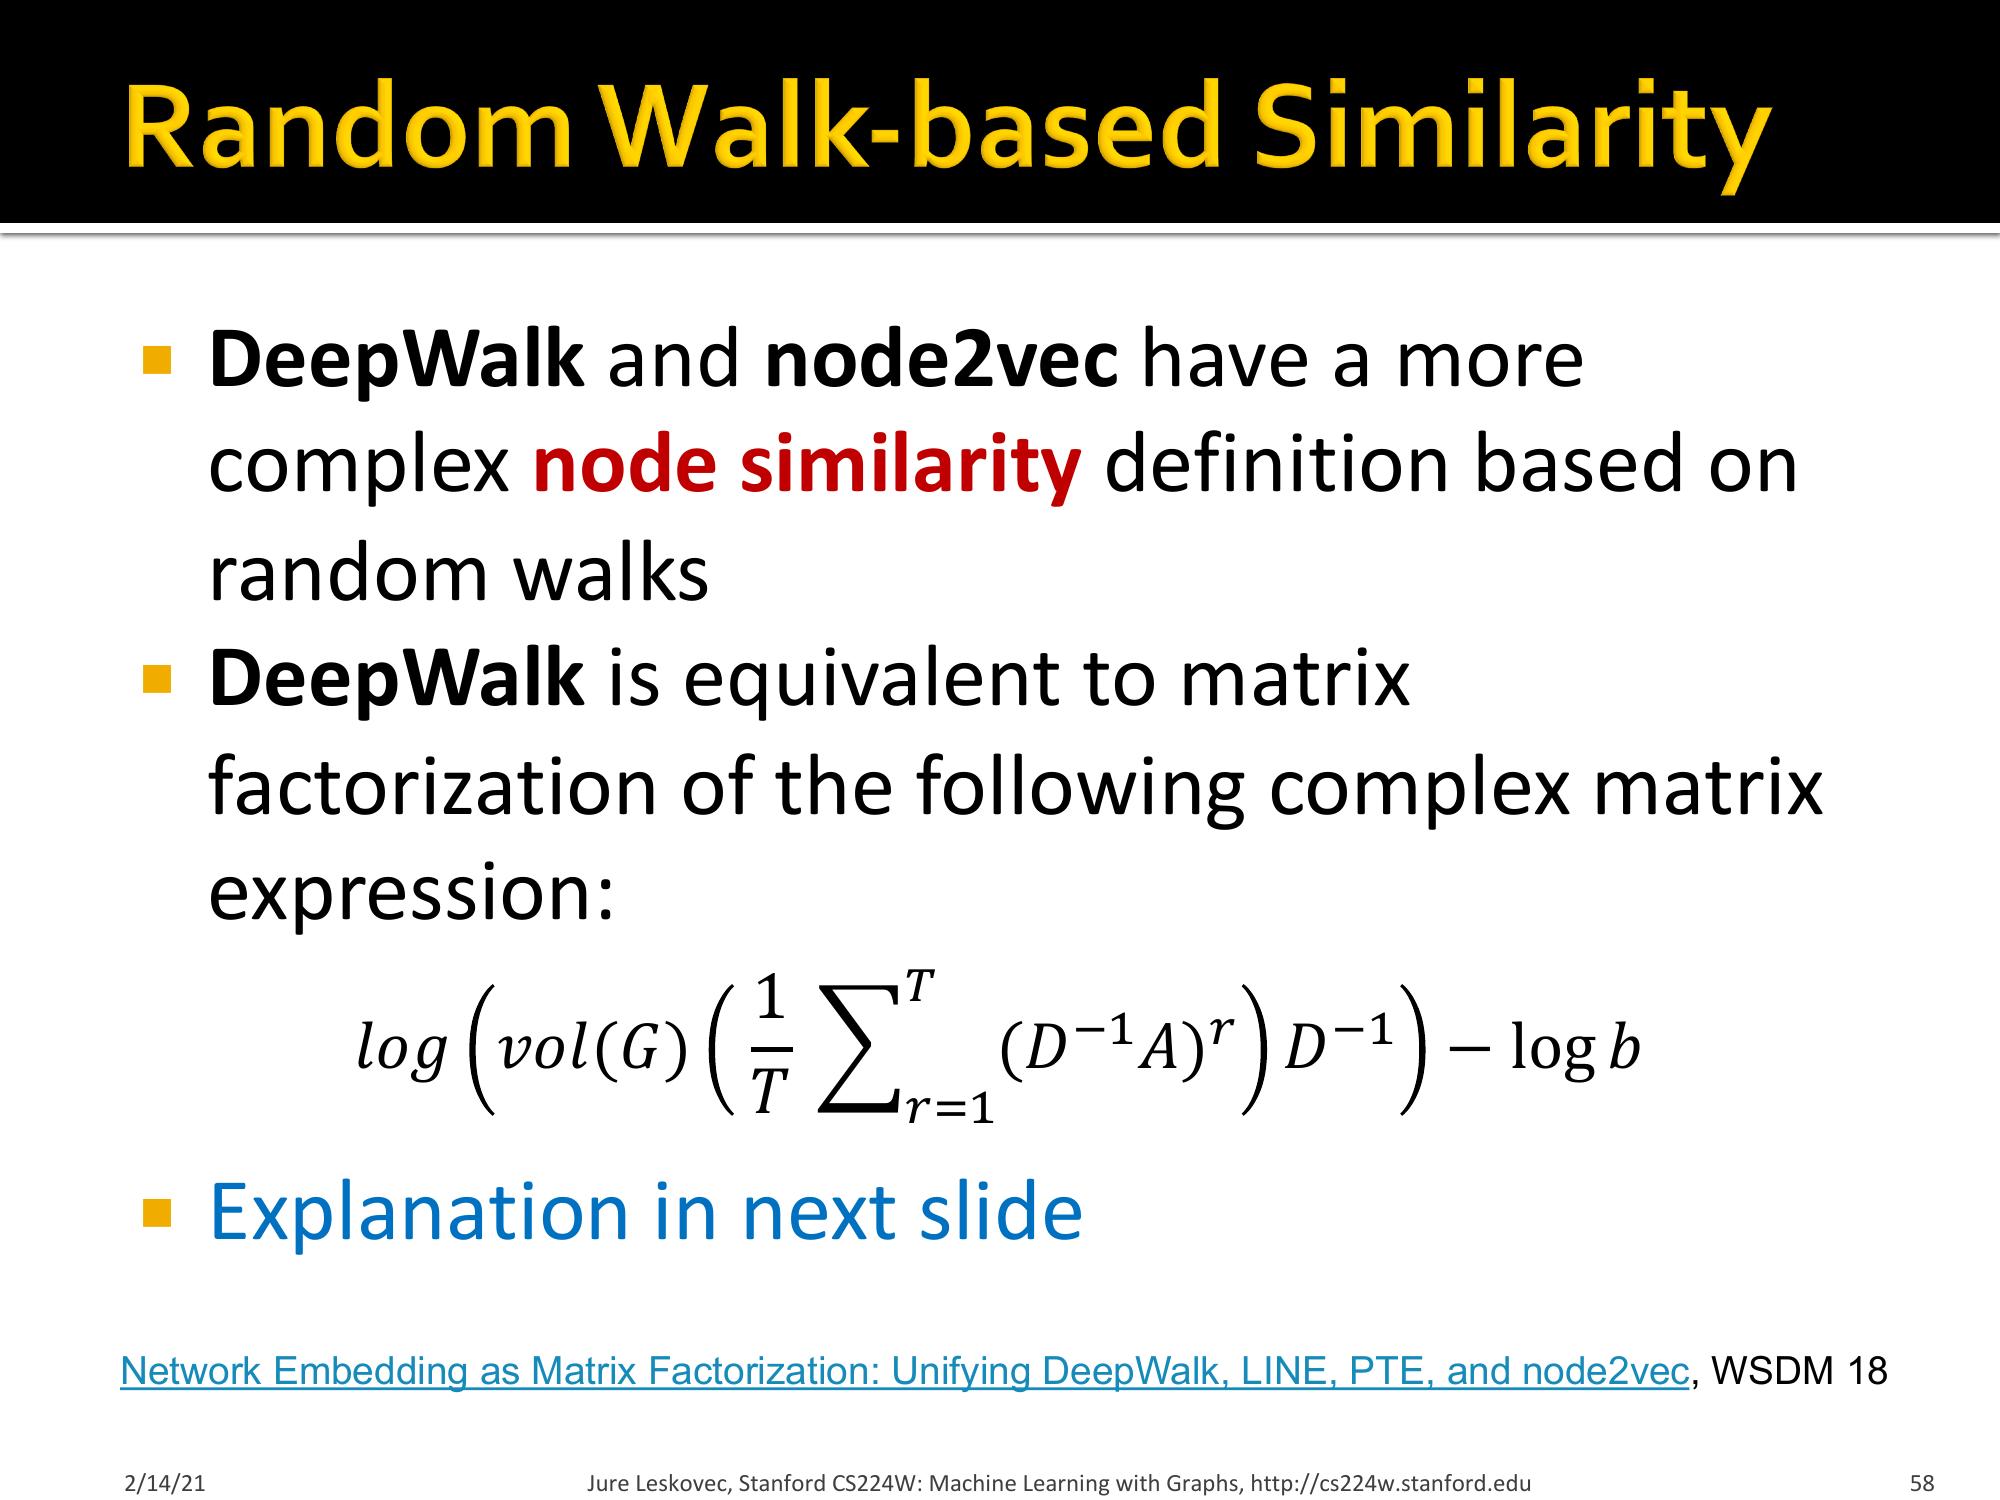 Random Walk-based Similarity
▪ DeepWalk and node2vec have a more
complex node similarity definition based on
random walks
▪ DeepWalk is equivalent to matrix
factorization of the following complex matrix
expression:
$log\left(vol(G)\left(\frac{1}{T}\sum_{r=1}^{T}(D^{-1}A)^{r}\right)D^{-1}\right) - \log b$
▪ Explanation in next slide
Network Embedding as Matrix Factorization: Unifying DeepWalk, LINE, PTE, and node2vec, WSDM 18
2/14/21 Jure Leskovec, Stanford CS224W: Machine Learning with Graphs, http://cs224w.stanford.edu 58